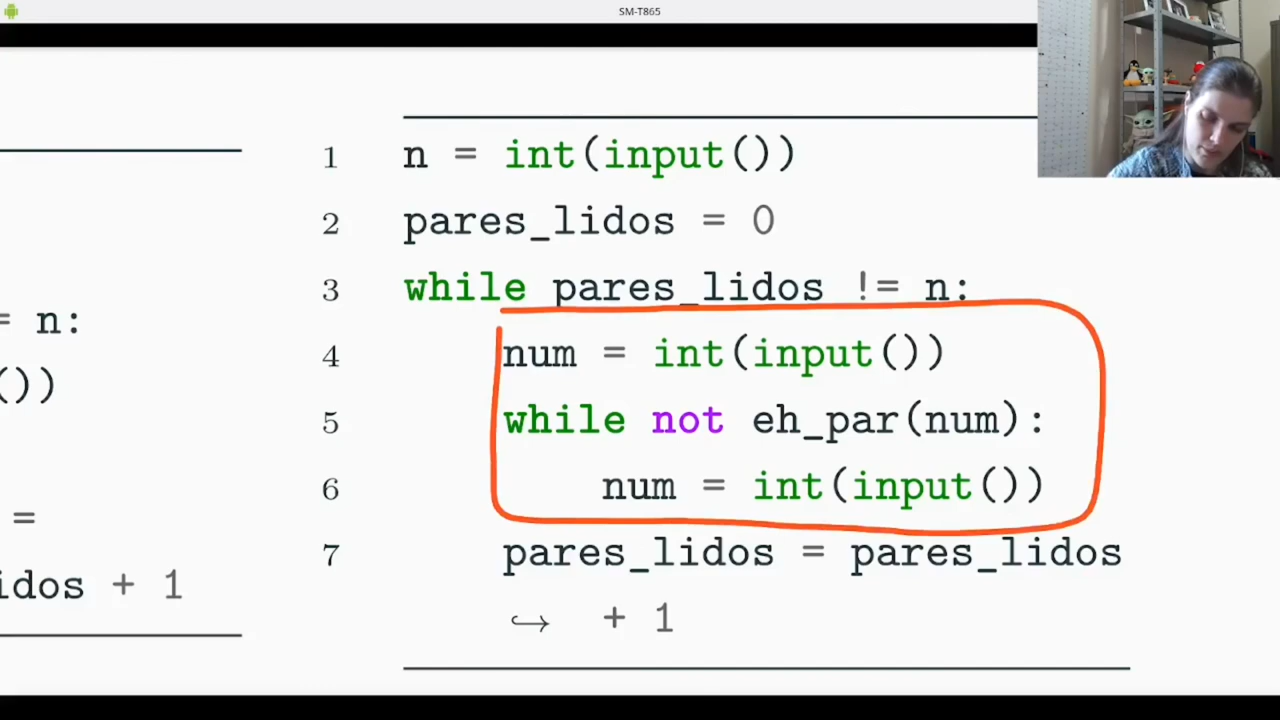 SM-T865
= n:
())
=
idos + 1
1 n = int(input())
2 pares_lidos = 0
3 while pares_lidos != n:
4 num = int(input())
5 while not eh_par(num):
6 num = int(input())
7 pares_lidos = pares_lidos
↪ + 1